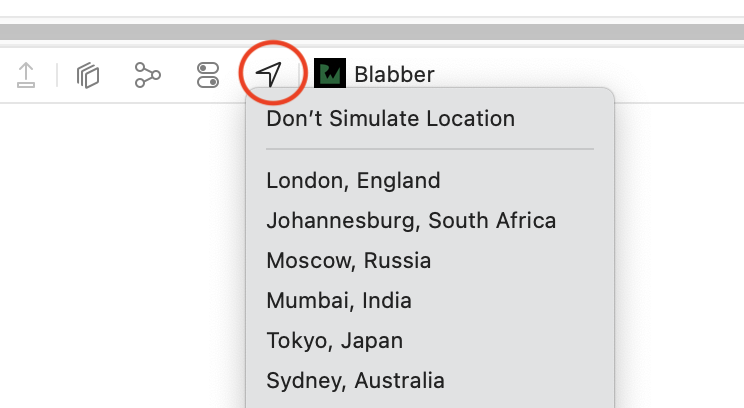 Blabber
Don’t Simulate Location
London, England
Johannesburg, South Africa
Moscow, Russia
Mumbai, India
Tokyo, Japan
Sydney, Australia